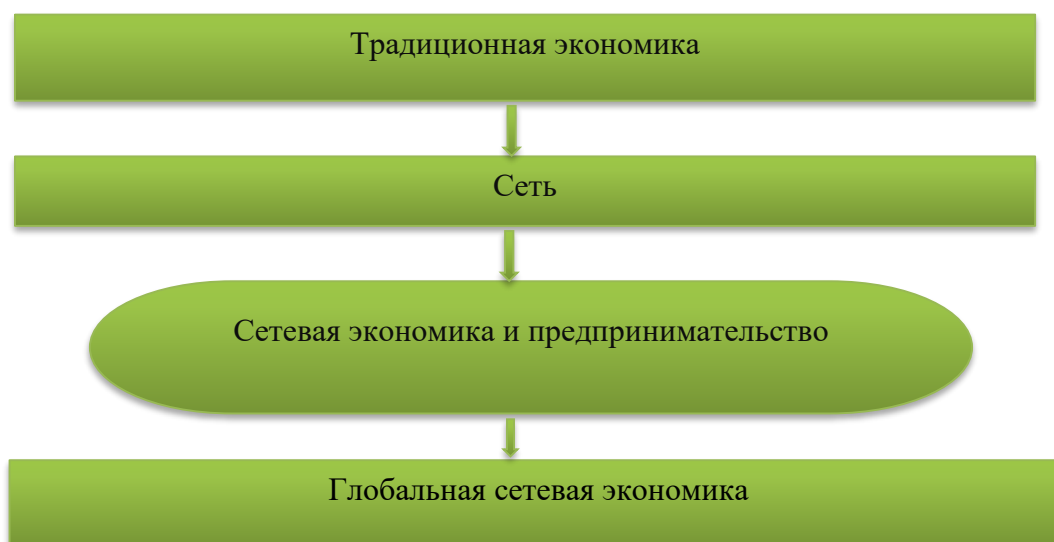 Традиционная экономика
Сеть
Сетевая экономика и предпринимательство
Глобальная сетевая экономика